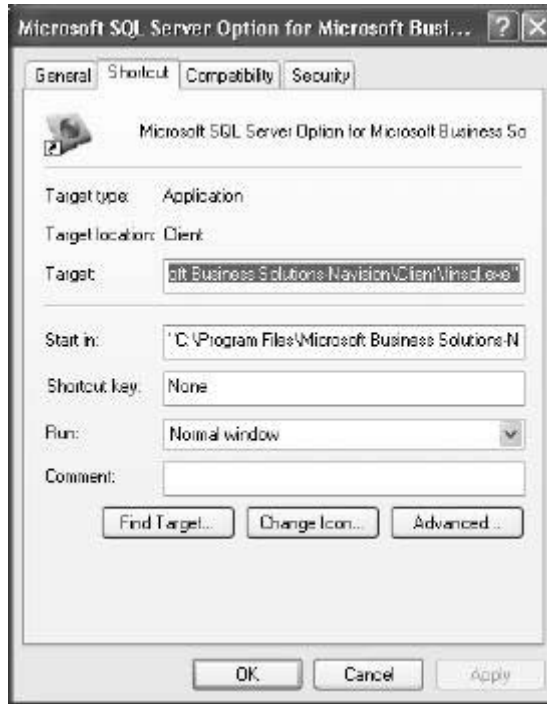 Microsoft SQL Server Option for Microsoft Busi...
General Shortcut Compatibility Security
Microsoft SQL Server Option for Microsoft Business So
Target type: Application
Target location: Client
Target: oft Business Solutions-Navision\Client\finsql.exe"
Start in: "C:\Program Files\Microsoft Business Solutions-N
Shortcut key: None
Run: Normal window
Comment:
Find Target... Change Icon... Advanced...
OK Cancel Apply